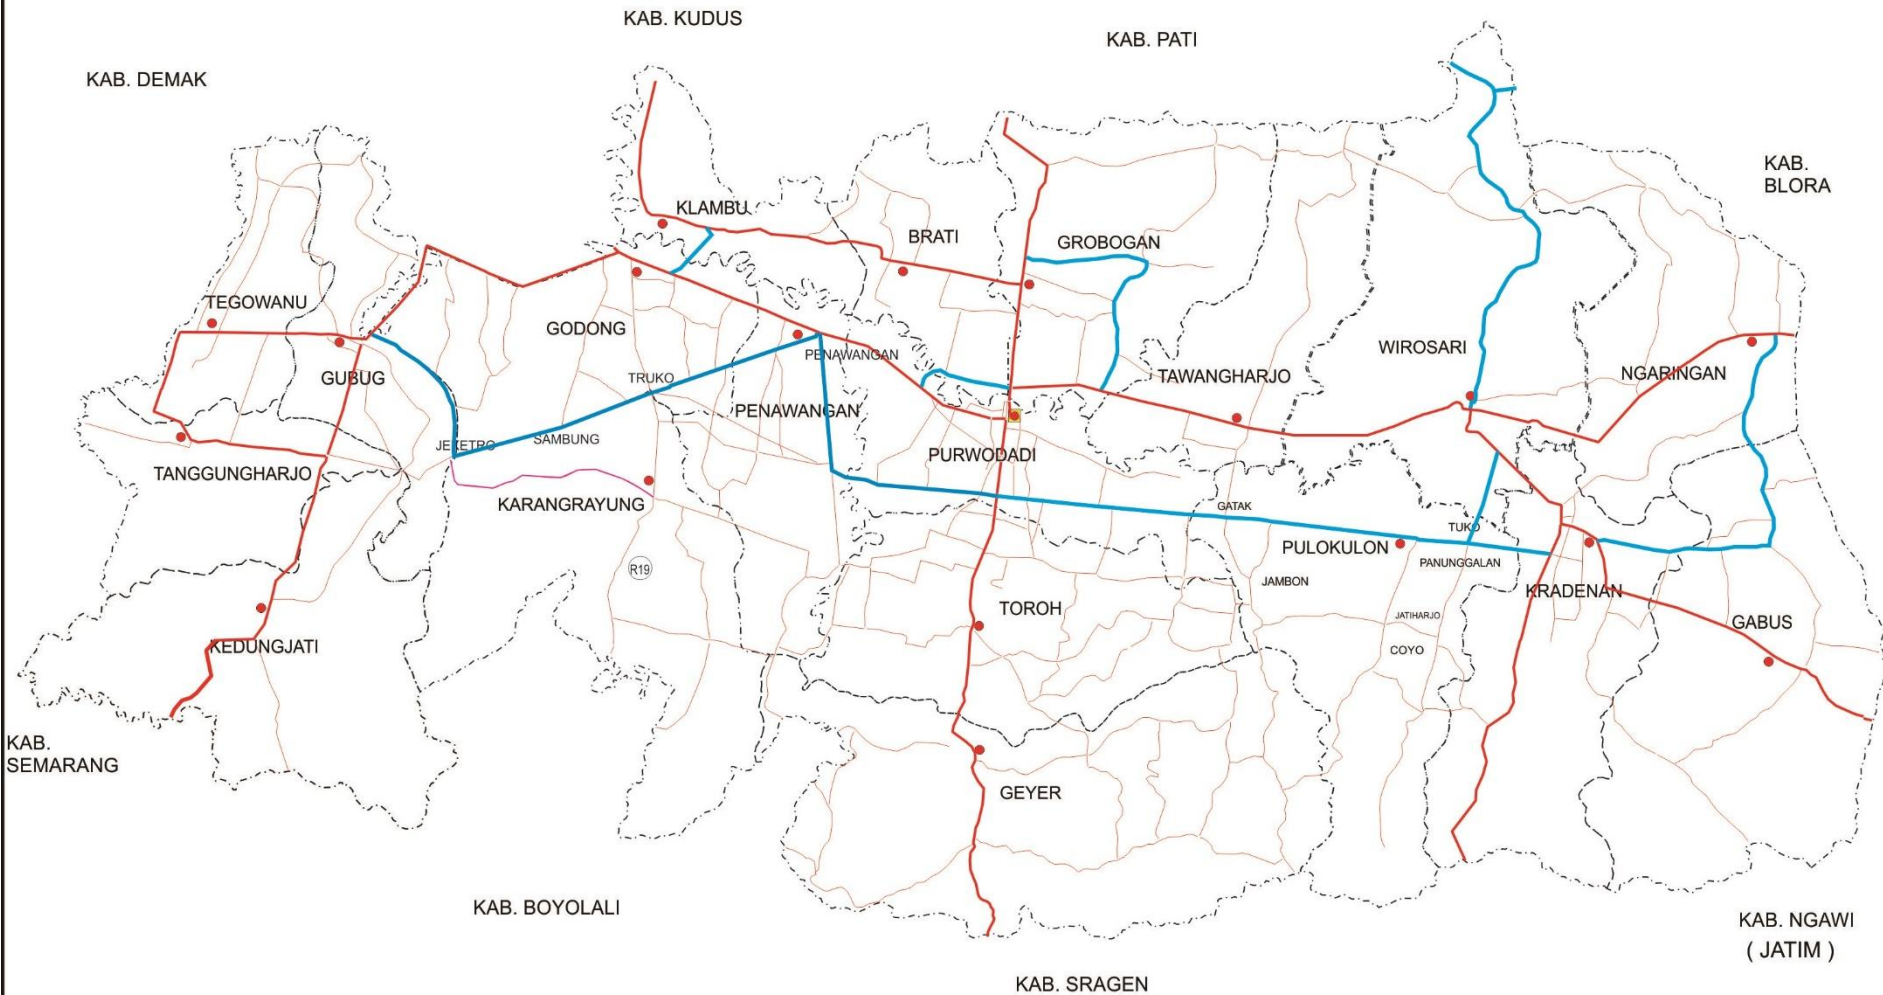 KAB. KUDUS
KAB. PATI
KAB. DEMAK
KAB.
BLORA
KLAMBU
BRATI
GROBOGAN
TEGOWANU
GODONG
WIROSARI
PENAWANGAN
GUBUG
TRUKO
TAWANGHARJO
NGARINGAN
PENAWANGAN
JEKETRO
SAMBUNG
PURWODADI
TANGGUNGHARJO
KARANGRAYUNG
GATAK
TUKO
PULOKULON
PANUNGGALAN
R19
JAMBON
KRADENAN
TOROH
JATIHARJO
GABUS
KEDUNGJATI
COYO
KAB.
SEMARANG
GEYER
KAB. BOYOLALI
KAB. NGAWI
( JATIM )
KAB. SRAGEN